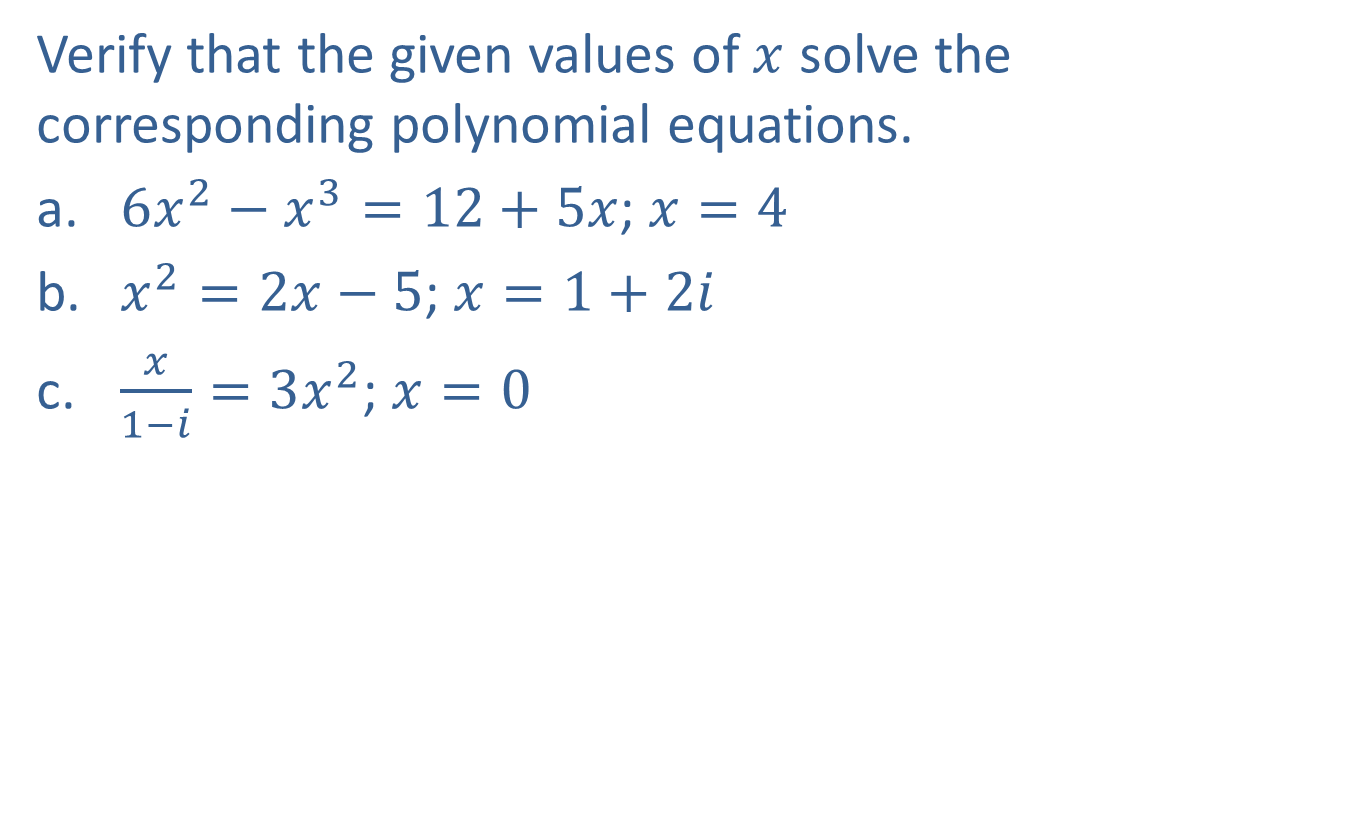 Verify that the given values of x solve the
corresponding polynomial equations.
a. 6x² − x³ = 12 + 5x; x = 4
b. x² = 2x − 5; x = 1 + 2i
c. x/(1−i) = 3x²; x = 0